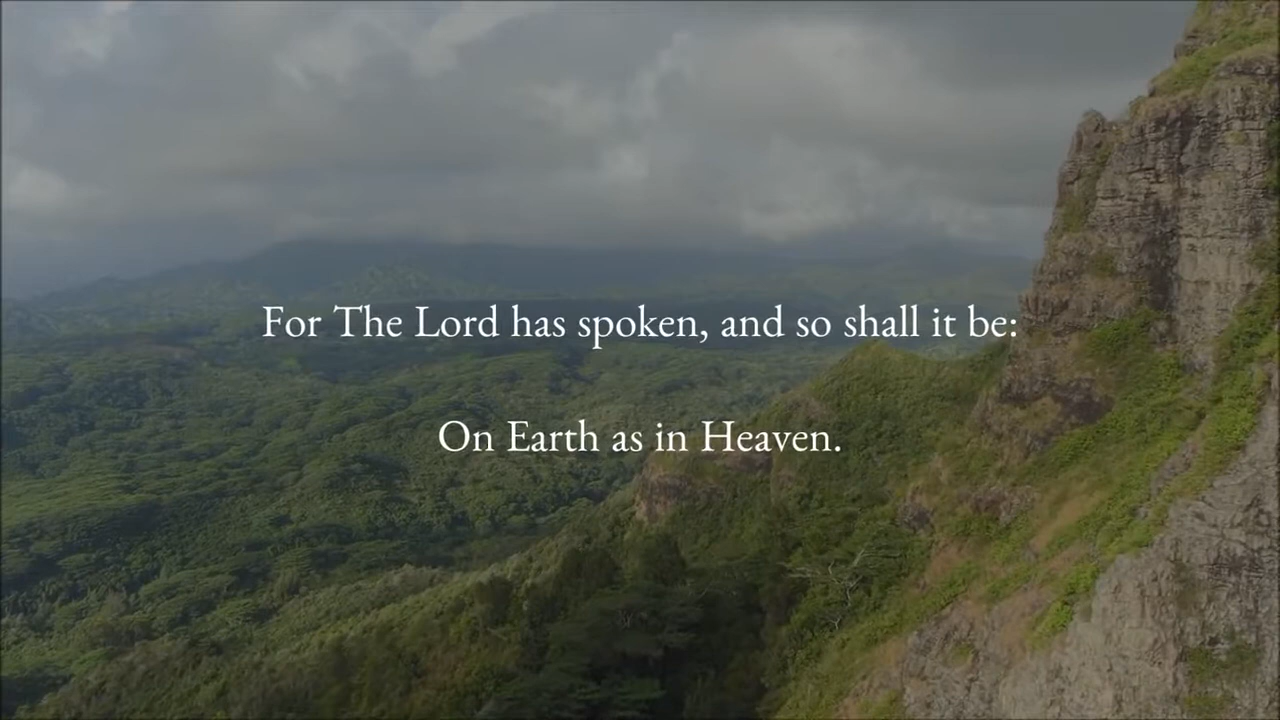 For The Lord has spoken, and so shall it be:
On Earth as in Heaven.